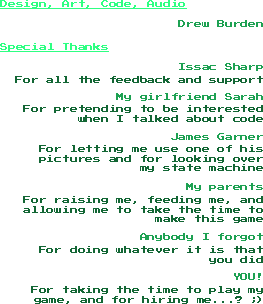 Design, Art, Code, Audio
Drew Burden
Special Thanks
Issac Sharp
For all the feedback and support
My girlfriend Sarah
For pretending to be interested
when I talked about code
James Garner
For letting me use one of his
pictures and for looking over
my state machine
My parents
For raising me, feeding me, and
allowing me to take the time to
make this game
Anybody I forgot
For doing whatever it is that
you did
YOU!
For taking the time to play my
game, and for hiring me...? ;)